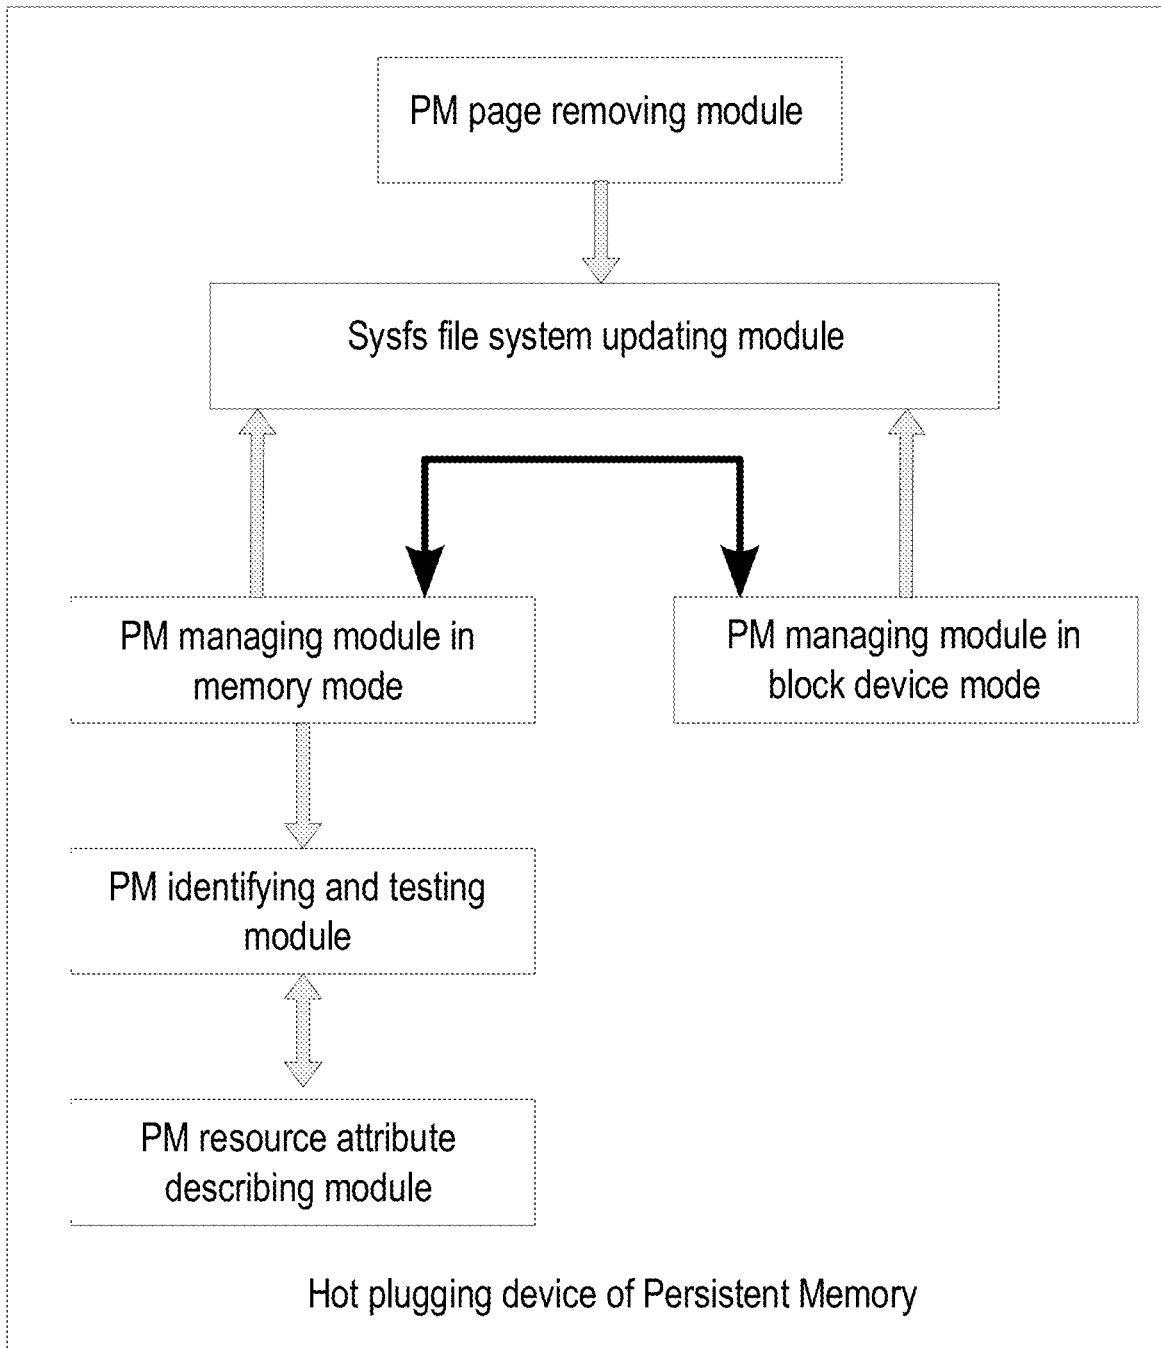 PM page removing module
Sysfs file system updating module
PM managing module in
memory mode
PM managing module in
block device mode
PM identifying and testing
module
PM resource attribute
describing module
Hot plugging device of Persistent Memory